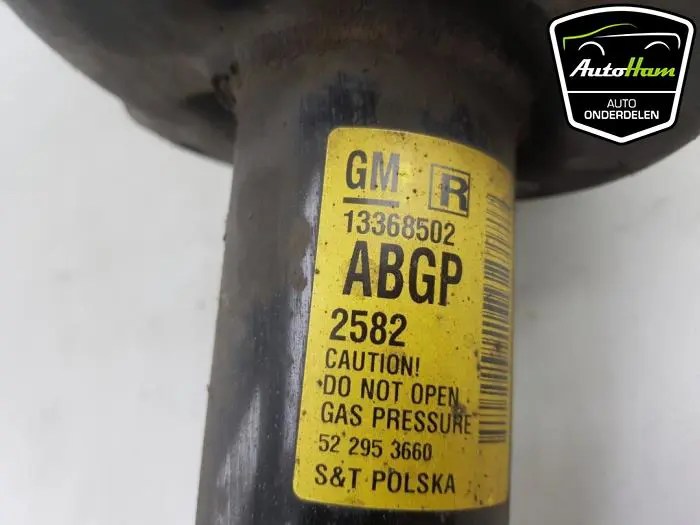 AutoHam
AUTO
ONDERDELEN
GM R
13368502
ABGP
2582
CAUTION!
DO NOT OPEN
GAS PRESSURE
52 295 3660
S&T POLSKA